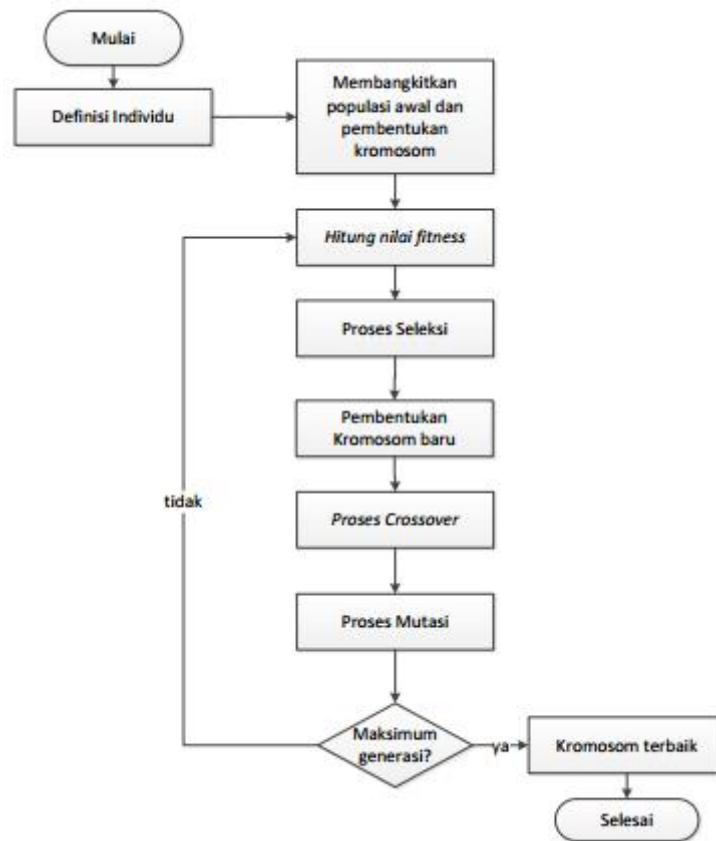 Mulai
Definisi Individu
Membangkitkan
populasi awal dan
pembentukan
kromosom
Hitung nilai fitness
Proses Seleksi
Pembentukan
Kromosom baru
tidak
Proses Crossover
Proses Mutasi
Maksimum
generasi?
ya
Kromosom terbaik
Selesai